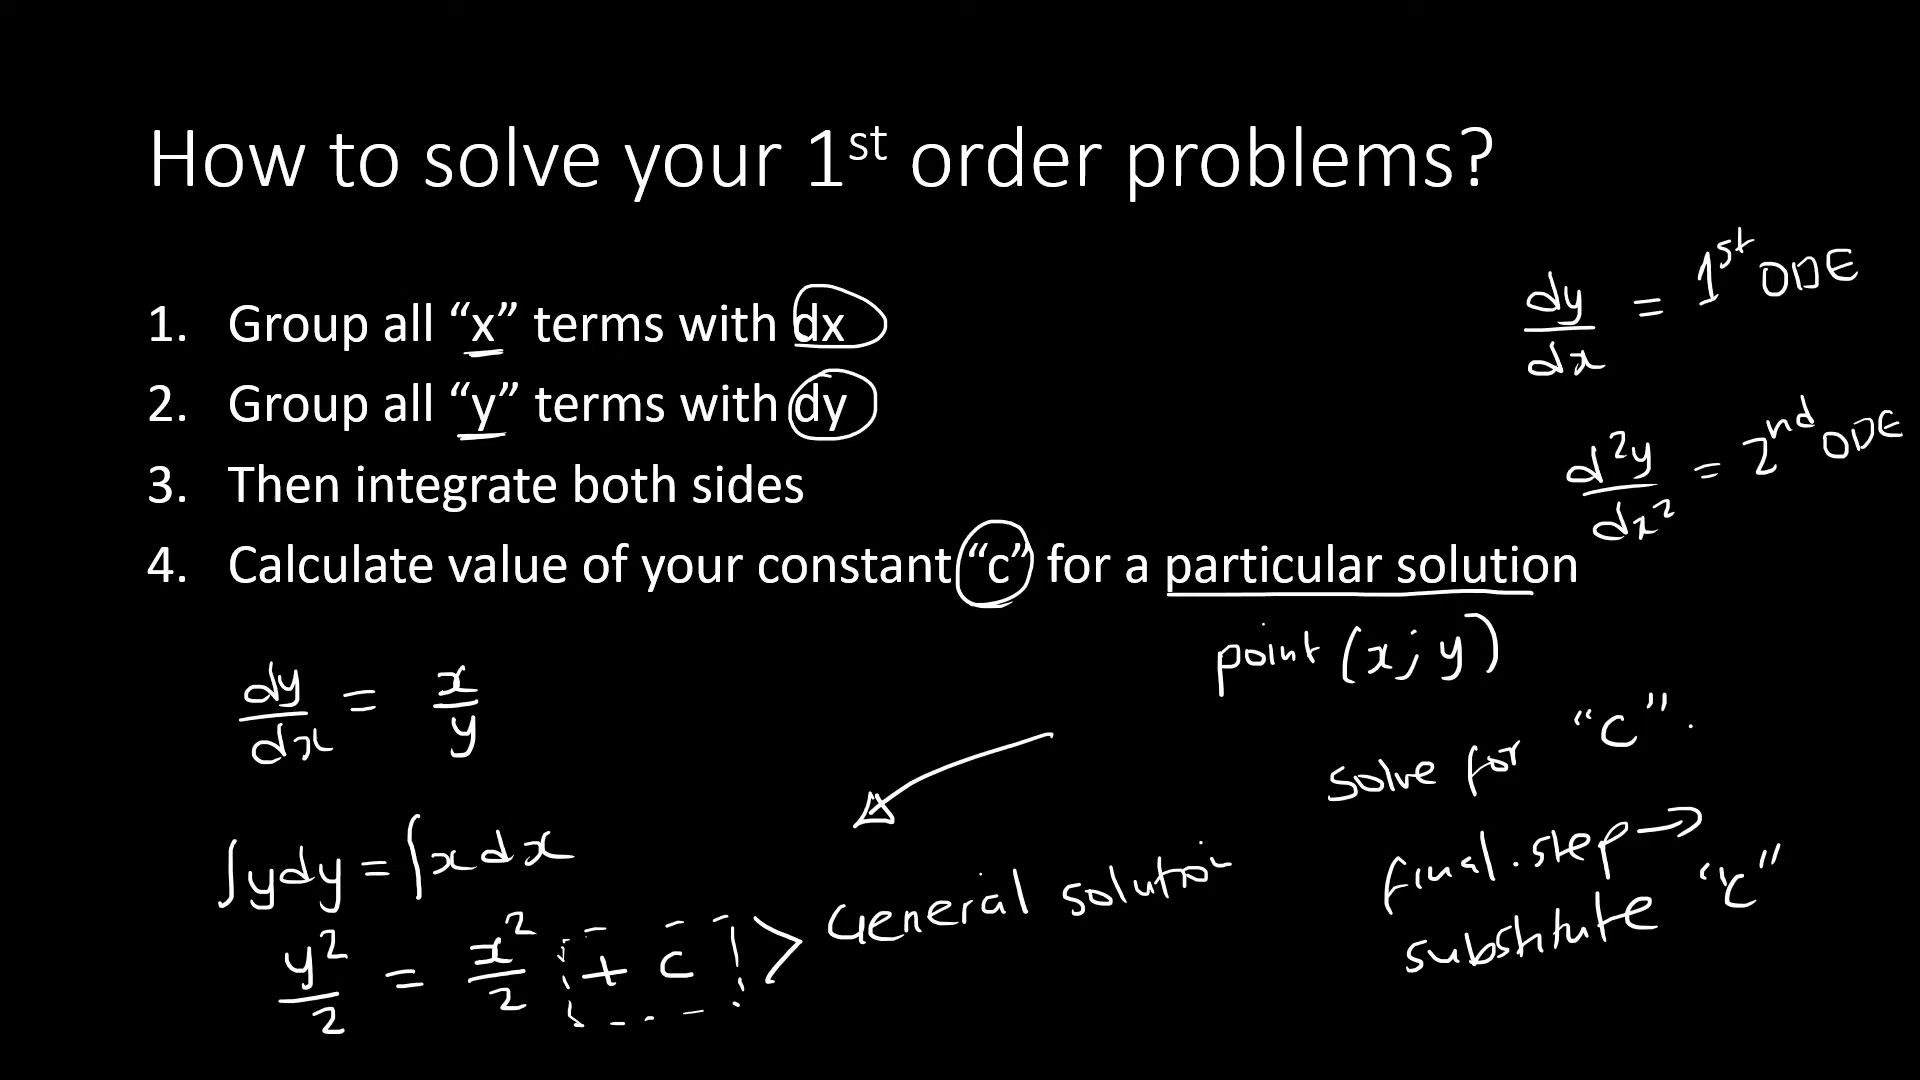 How to solve your 1st order problems?
dy/dx = 1st ODE
1. Group all “x” terms with dx
2. Group all “y” terms with dy
d²y/dx² = 2nd ODE
3. Then integrate both sides
4. Calculate value of your constant “c” for a particular solution
point (x; y)
dy/dx = x/y
solve for “c”.
∫ydy = ∫xdx
final.step →
General solution
substitute “c”
y²/2 = x²/2 + c